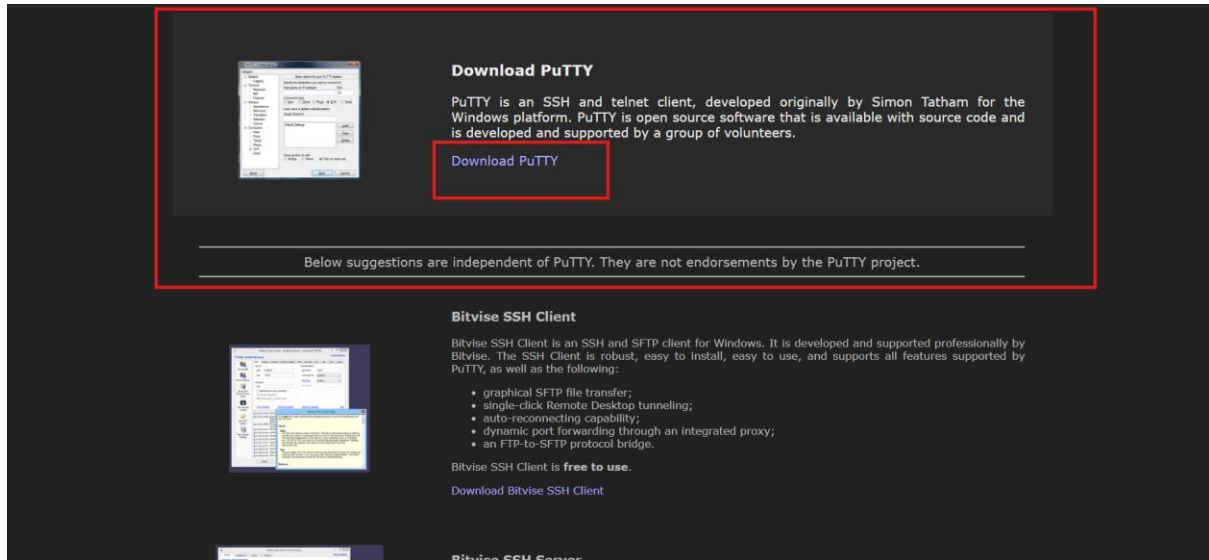 Download PuTTY
PuTTY is an SSH and telnet client, developed originally by Simon Tatham for the
Windows platform. PuTTY is open source software that is available with source code and
is developed and supported by a group of volunteers.
Download PuTTY
Below suggestions are independent of PuTTY. They are not endorsements by the PuTTY project.
Bitvise SSH Client
Bitvise SSH Client is an SSH and SFTP client for Windows. It is developed and supported professionally by
Bitvise. The SSH Client is robust, easy to install, easy to use, and supports all features supported by
PuTTY, as well as the following:
• graphical SFTP file transfer;
• single-click Remote Desktop tunneling;
• auto-reconnecting capability;
• dynamic port forwarding through an integrated proxy;
• an FTP-to-SFTP protocol bridge.
Bitvise SSH Client is free to use.
Download Bitvise SSH Client
Bitvise SSH Server